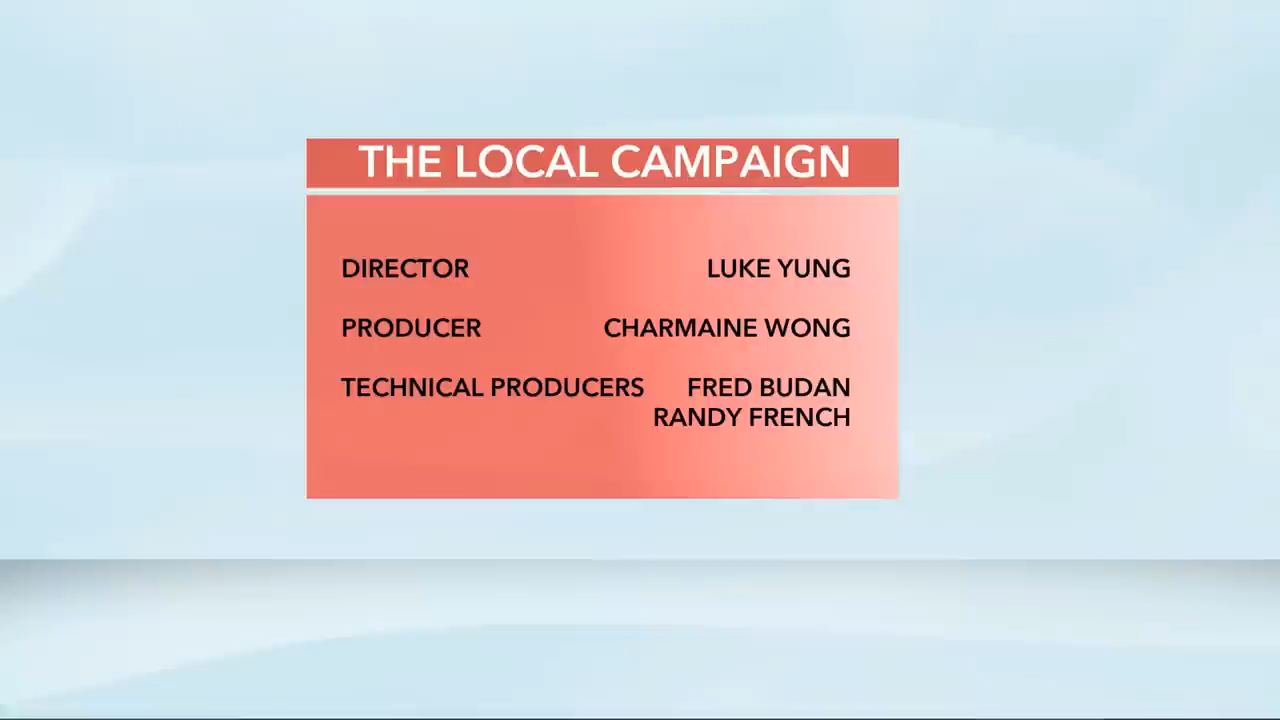 THE LOCAL CAMPAIGN
DIRECTOR LUKE YUNG
PRODUCER CHARMAINE WONG
TECHNICAL PRODUCERS FRED BUDAN
RANDY FRENCH